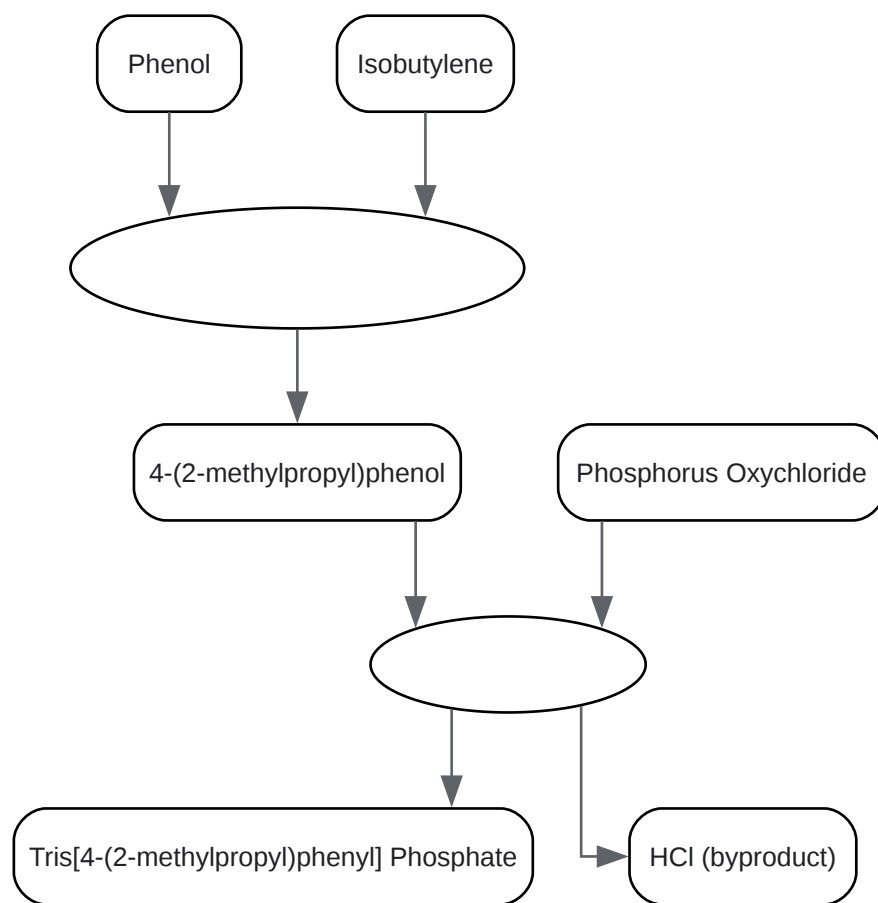 Phenol
Isobutylene
4-(2-methylpropyl)phenol
Phosphorus Oxychloride
Tris[4-(2-methylpropyl)phenyl] Phosphate
HCl (byproduct)